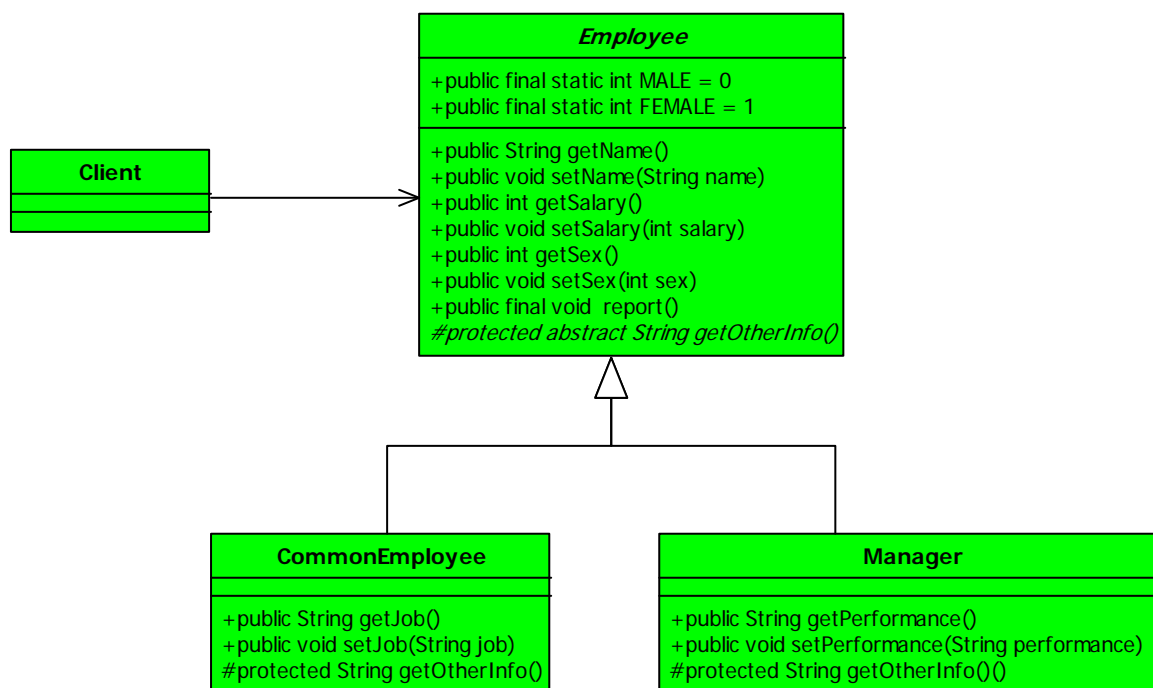 Employee
+public final static int MALE = 0
+public final static int FEMALE = 1
+public String getName()
+public void setName(String name)
+public int getSalary()
+public void setSalary(int salary)
+public int getSex()
+public void setSex(int sex)
+public final void report()
#protected abstract String getOtherInfo()
Client
CommonEmployee
+public String getJob()
+public void setJob(String job)
#protected String getOtherInfo()
Manager
+public String getPerformance()
+public void setPerformance(String performance)
#protected String getOtherInfo()()